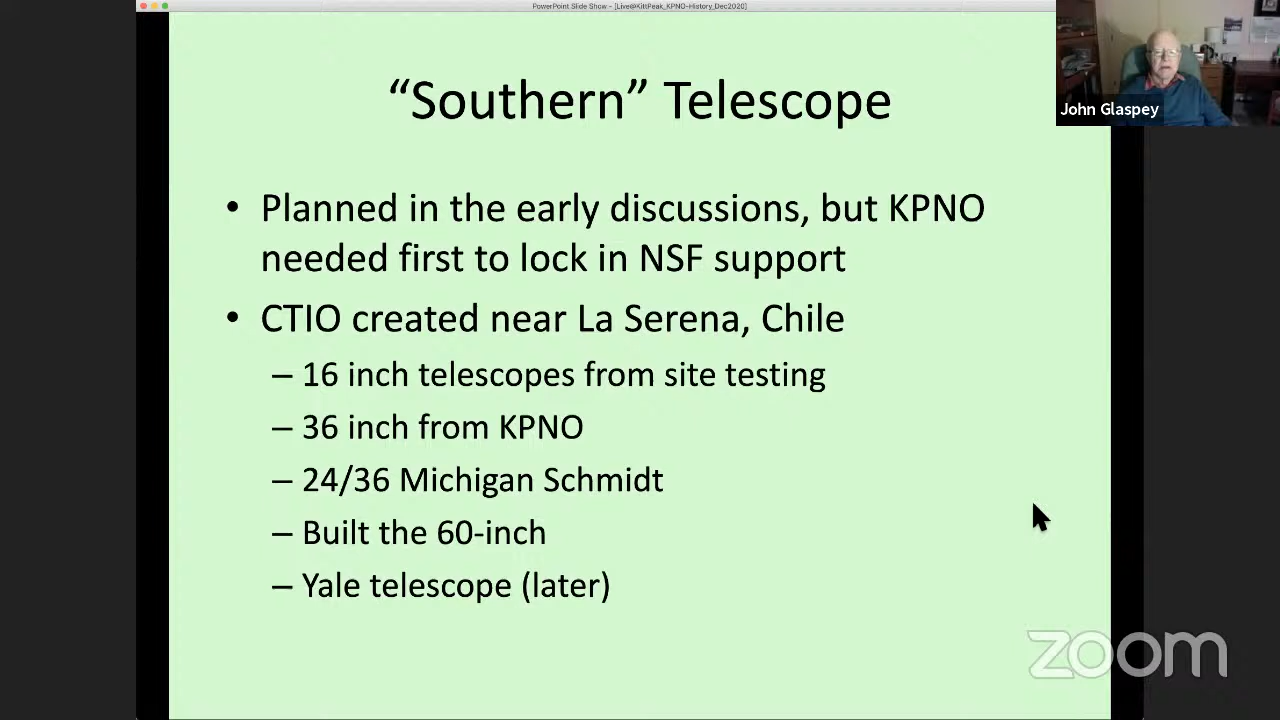 PowerPoint Slide Show - [Live@KittPeak_KPNO-History_Dec2020]
“Southern” Telescope
• Planned in the early discussions, but KPNO
needed first to lock in NSF support
• CTIO created near La Serena, Chile
– 16 inch telescopes from site testing
– 36 inch from KPNO
– 24/36 Michigan Schmidt
– Built the 60-inch
– Yale telescope (later)
John Glaspey
zoom